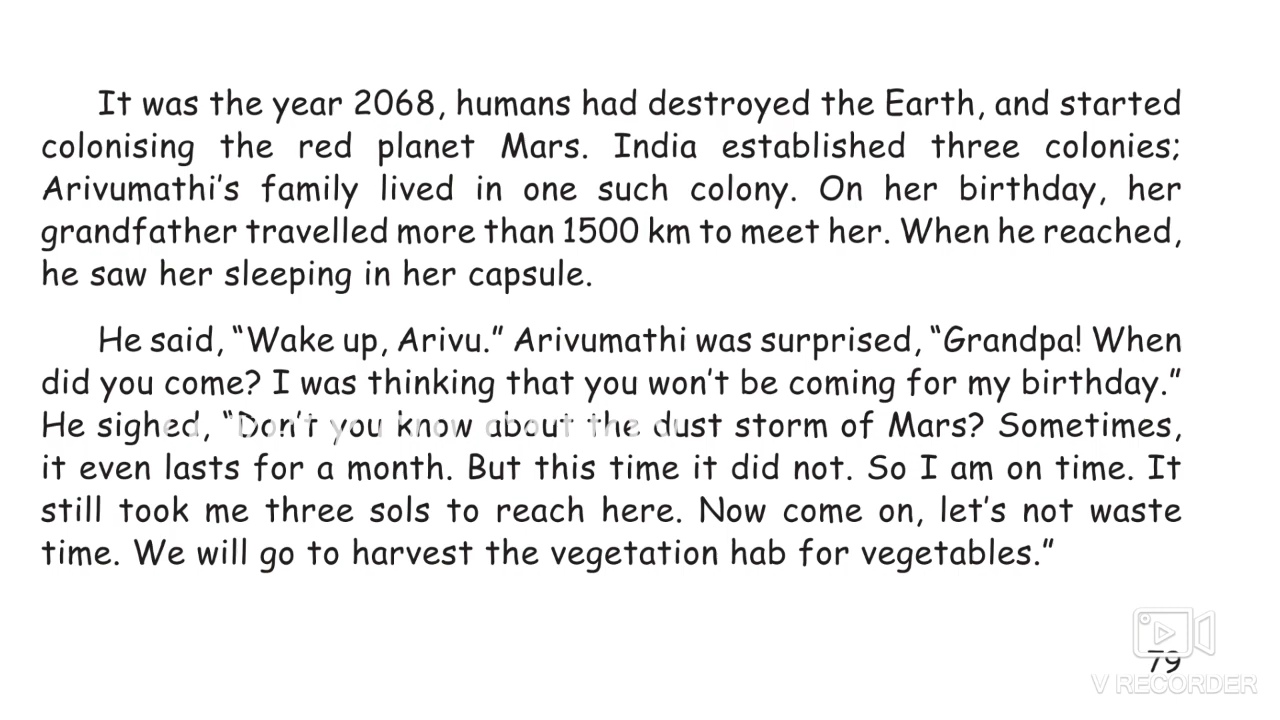 It was the year 2068, humans had destroyed the Earth, and started
colonising the red planet Mars. India established three colonies;
Arivumathi's family lived in one such colony. On her birthday, her
grandfather travelled more than 1500 km to meet her. When he reached,
he saw her sleeping in her capsule.
He said, “Wake up, Arivu.” Arivumathi was surprised, “Grandpa! When
did you come? I was thinking that you won't be coming for my birthday.”
He sighed, “Don't you know about the dust storm of Mars? Sometimes,
it even lasts for a month. But this time it did not. So I am on time. It
still took me three sols to reach here. Now come on, let's not waste
time. We will go to harvest the vegetation hab for vegetables.”
79
V RECORDER